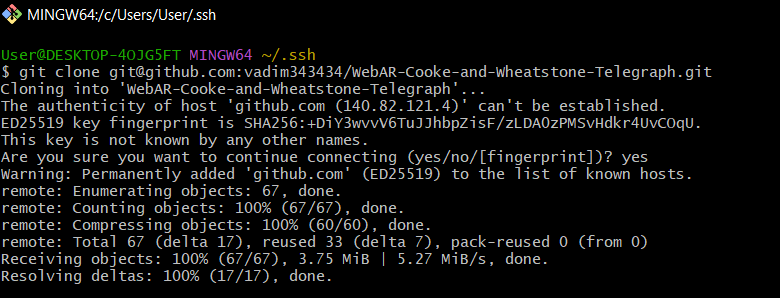 MINGW64:/c/Users/User/.ssh
User@DESKTOP-4OJG5FT MINGW64 ~/.ssh
$ git clone git@github.com:vadim343434/WebAR-Cooke-and-Wheatstone-Telegraph.git
Cloning into 'WebAR-Cooke-and-Wheatstone-Telegraph'...
The authenticity of host 'github.com (140.82.121.4)' can't be established.
ED25519 key fingerprint is SHA256:+DiY3wvvV6TuJJhbpZisF/zLDA0zPMSvHdkr4UvCOqU.
This key is not known by any other names.
Are you sure you want to continue connecting (yes/no/[fingerprint])? yes
Warning: Permanently added 'github.com' (ED25519) to the list of known hosts.
remote: Enumerating objects: 67, done.
remote: Counting objects: 100% (67/67), done.
remote: Compressing objects: 100% (60/60), done.
remote: Total 67 (delta 17), reused 33 (delta 7), pack-reused 0 (from 0)
Receiving objects: 100% (67/67), 3.75 MiB | 5.27 MiB/s, done.
Resolving deltas: 100% (17/17), done.